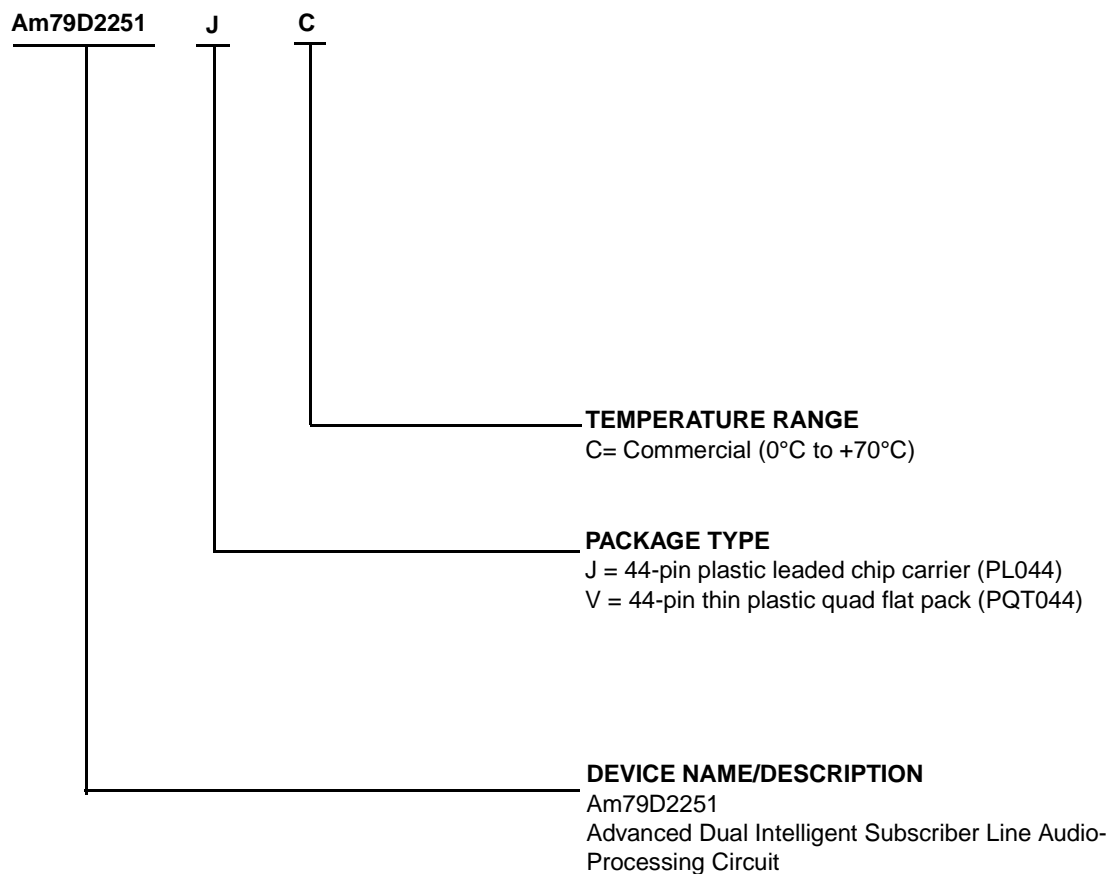 Am79D2251 J C
TEMPERATURE RANGE
C= Commercial (0°C to +70°C)
PACKAGE TYPE
J = 44-pin plastic leaded chip carrier (PL044)
V = 44-pin thin plastic quad flat pack (PQT044)
DEVICE NAME/DESCRIPTION
Am79D2251
Advanced Dual Intelligent Subscriber Line Audio-
Processing Circuit